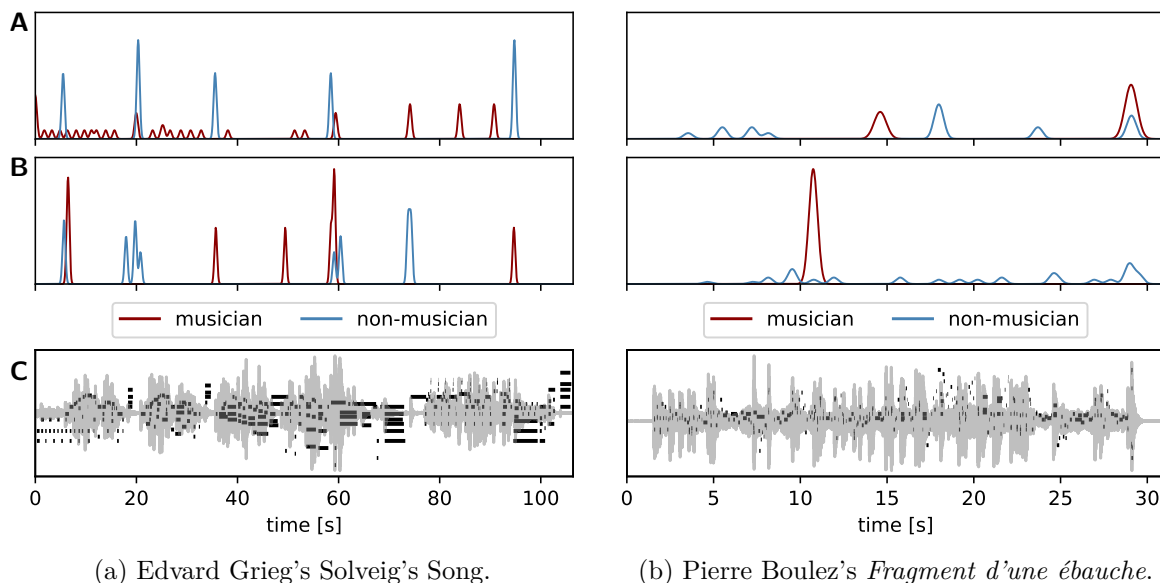 A
B
musician non-musician
musician non-musician
C
0 20 40 60 80 100
0 5 10 15 20 25 30
time [s]
time [s]
(a) Edvard Grieg's Solveig's Song.
(b) Pierre Boulez's Fragment d'une ébauche.